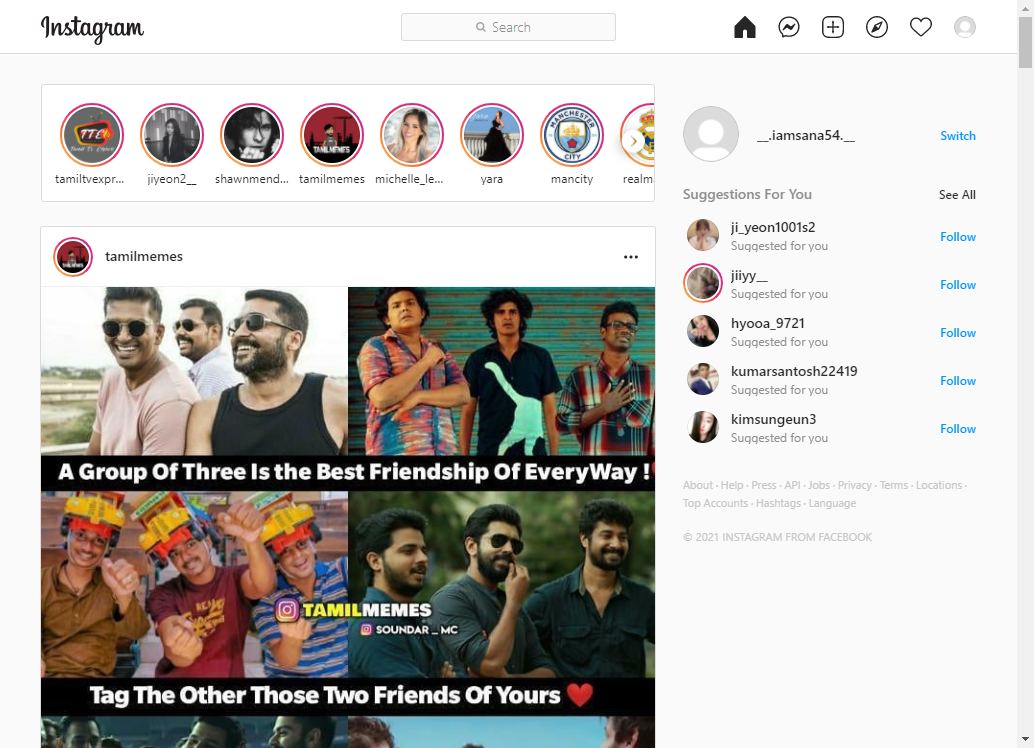 Instagram
Search
tamiltvexpr...
jiyeon2__
shawnmend...
tamilmemes
michelle_le...
yara
mancity
realma
MANCHESTER
CITY
TAMILMEMES
tamilmemes
A Group Of Three Is the Best Friendship Of EveryWay !
TAMILMEMES
SOUNDAR _ MC
Tag The Other Those Two Friends Of Yours ❤
__.iamsana54.__
Switch
Suggestions For You
See All
ji_yeon1001s2
Suggested for you
Follow
jiiyy__
Suggested for you
Follow
hyooa_9721
Suggested for you
Follow
kumarsantosh22419
Suggested for you
Follow
kimsungeun3
Suggested for you
Follow
About · Help · Press · API · Jobs · Privacy · Terms · Locations ·
Top Accounts · Hashtags · Language
© 2021 INSTAGRAM FROM FACEBOOK